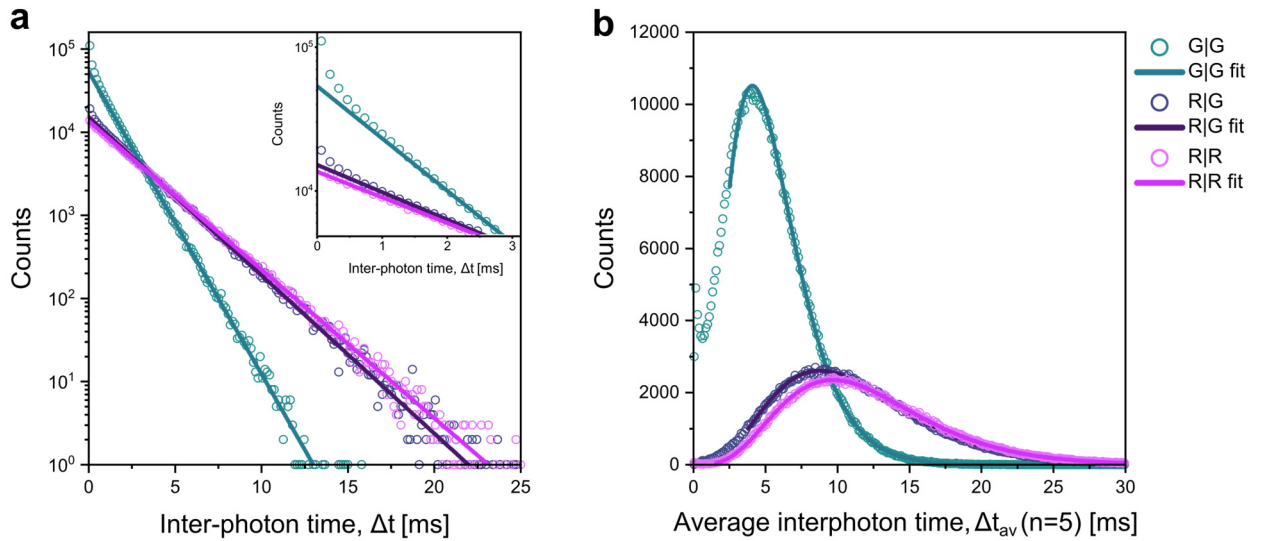 a
10⁵
10⁴
10³
10²
10¹
10⁰
Counts
0 5 10 15 20 25
Inter-photon time, Δt [ms]
10⁵
10⁴
Counts
0 1 2 3
Inter-photon time, Δt [ms]
b
12000
10000
8000
6000
4000
2000
0
Counts
0 5 10 15 20 25 30
Average interphoton time, Δtav (n=5) [ms]
G|G
G|G fit
R|G
R|G fit
R|R
R|R fit